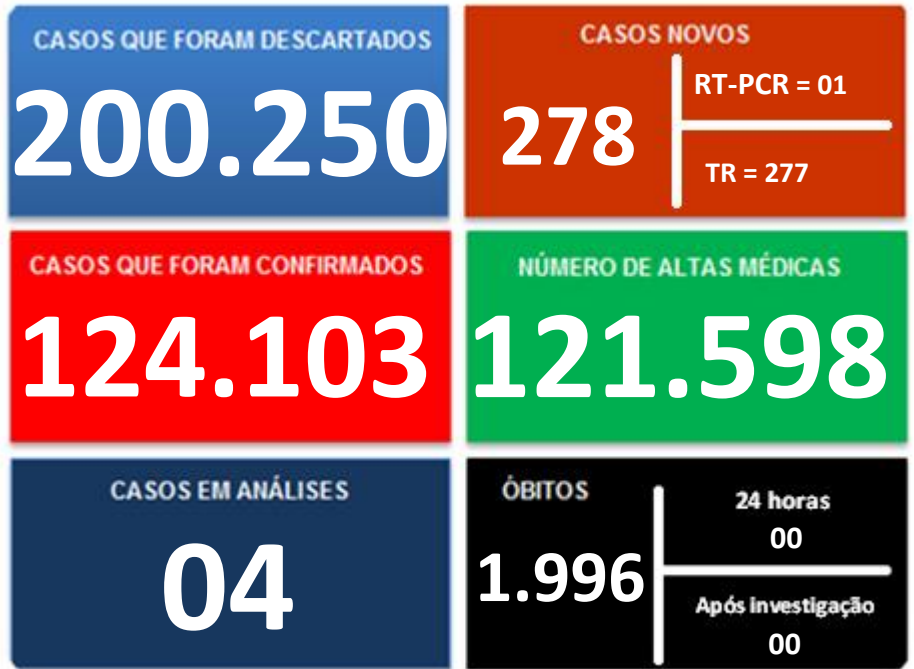 CASOS QUE FORAM DESCARTADOS
200.250
CASOS NOVOS
278
RT-PCR = 01
TR = 277
CASOS QUE FORAM CONFIRMADOS
124.103
NÚMERO DE ALTAS MÉDICAS
121.598
CASOS EM ANÁLISES
04
ÓBITOS
1.996
24 horas
00
Após investigação
00